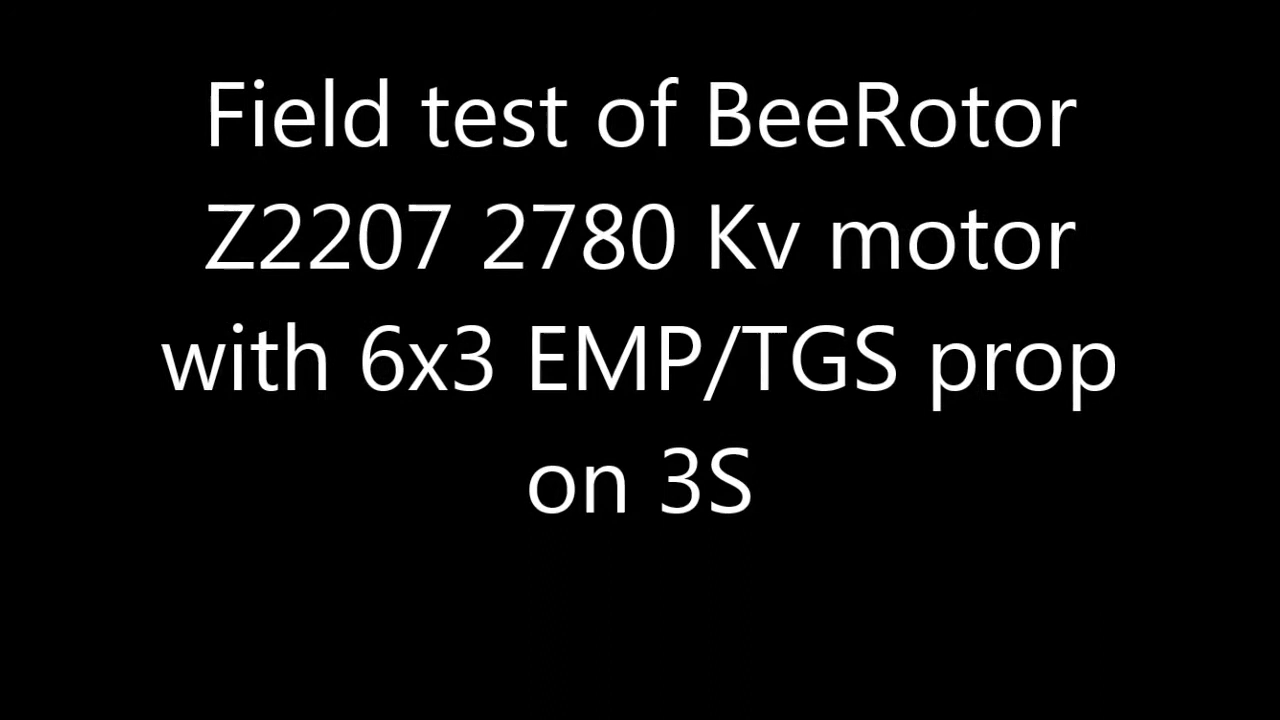 Field test of BeeRotor
Z2207 2780 Kv motor
with 6x3 EMP/TGS prop
on 3S